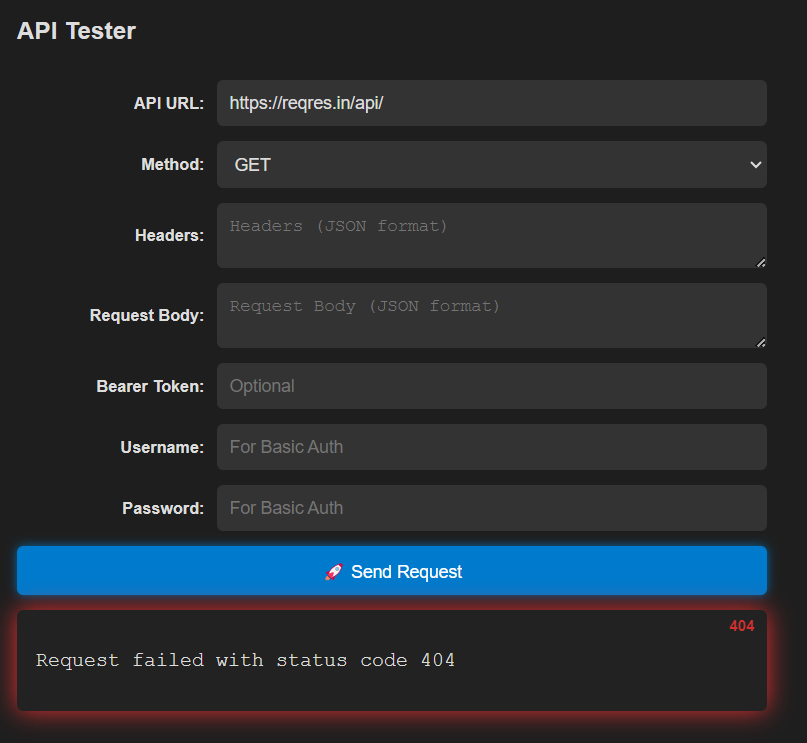 API Tester
API URL: https://reqres.in/api/
Method: GET
Headers: Headers (JSON format)
Request Body: Request Body (JSON format)
Bearer Token: Optional
Username: For Basic Auth
Password: For Basic Auth
🚀 Send Request
404
Request failed with status code 404